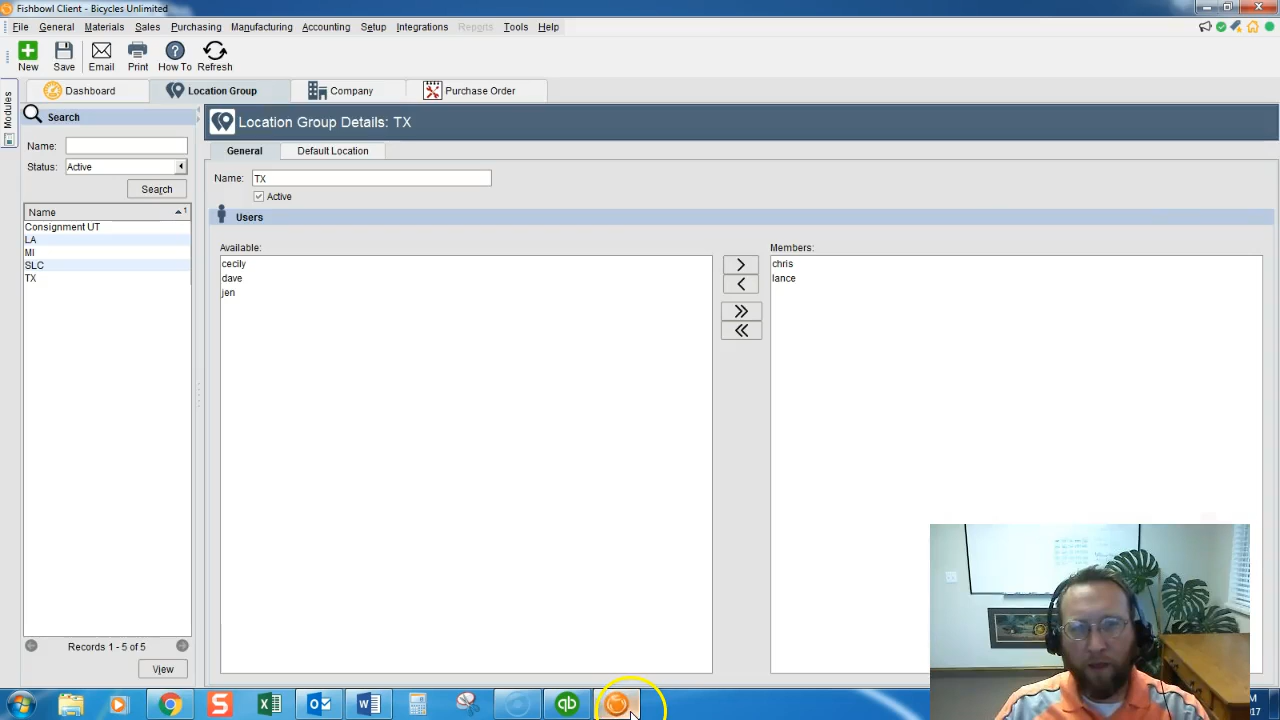 Fishbowl Client - Bicycles Unlimited
File General Materials Sales Purchasing Manufacturing Accounting Setup Integrations Reports Tools Help
New Save Email Print How To Refresh
Modules
Dashboard Location Group Company Purchase Order
Search
Location Group Details: TX
Name:
Status: Active
Search
General Default Location
Name: TX
Active
Users
Name 1
Consignment UT
LA
MI
SLC
TX
Available:
cecily
dave
jen
Members:
chris
lance
Records 1 - 5 of 5
View